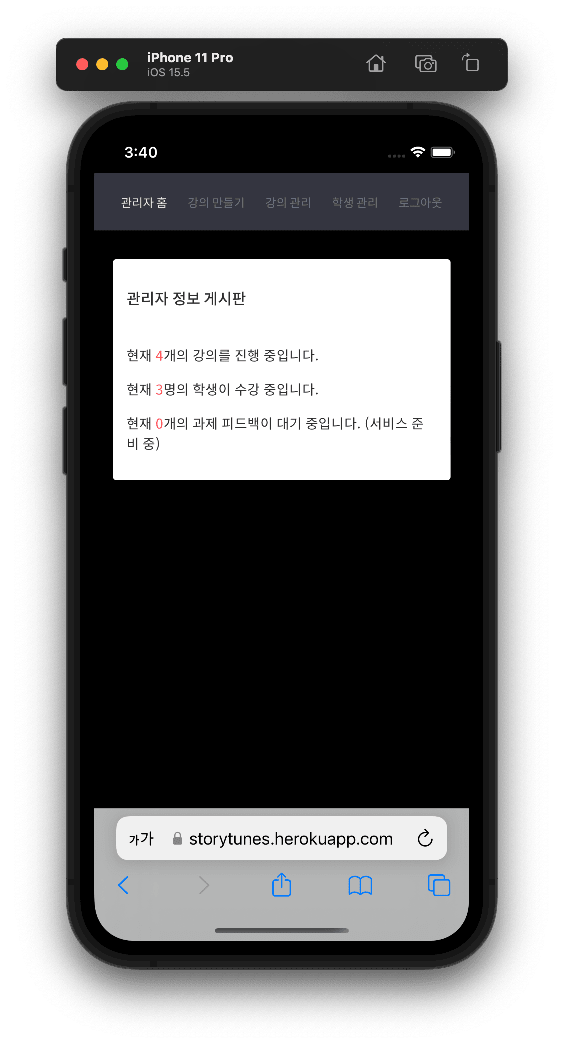 iPhone 11 Pro
iOS 15.5
3:40
관리자 홈 강의 만들기 강의 관리 학생 관리 로그아웃
관리자 정보 게시판
현재 4개의 강의를 진행 중입니다.
현재 3명의 학생이 수강 중입니다.
현재 0개의 과제 피드백이 대기 중입니다. (서비스 준
비 중)
가가 storytunes.herokuapp.com